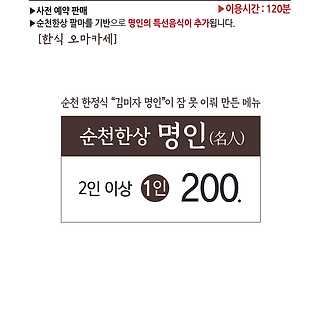 ▶사전 예약 판매
▶이용시간 : 120분
▶순천한상 팔마를 기반으로 명인의 특선음식이 추가됩니다.
[한식 오마카세]
순천 한정식 "김미자 명인"이 잠 못 이뤄 만든 메뉴
순천한상 명인(名人)
2인 이상 1인 200.